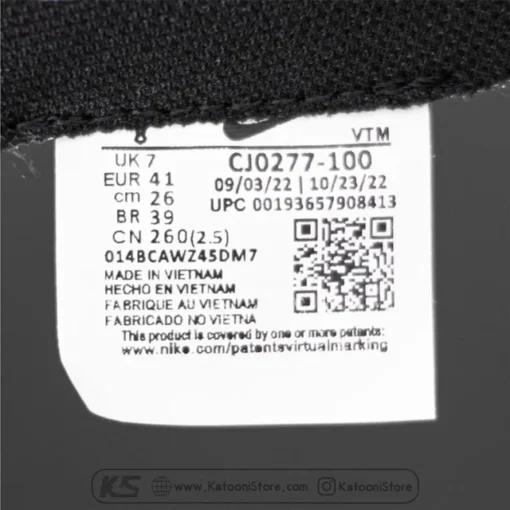 8 VTM
UK 7 CJ0277-100
EUR 41 09/03/22 | 10/23/22
cm 26 UPC 00193657908413
BR 39
CN 260(2.5)
014BCAWZ45DM7
MADE IN VIETNAM
HECHO EN VIETNAM
FABRIQUE AU VIETNAM
FABRICADO NO VIETNA
This product is covered by one or more patents:
www.nike.com/patentsvirtualmarking
KS www.KatooniStore.com KatooniStore